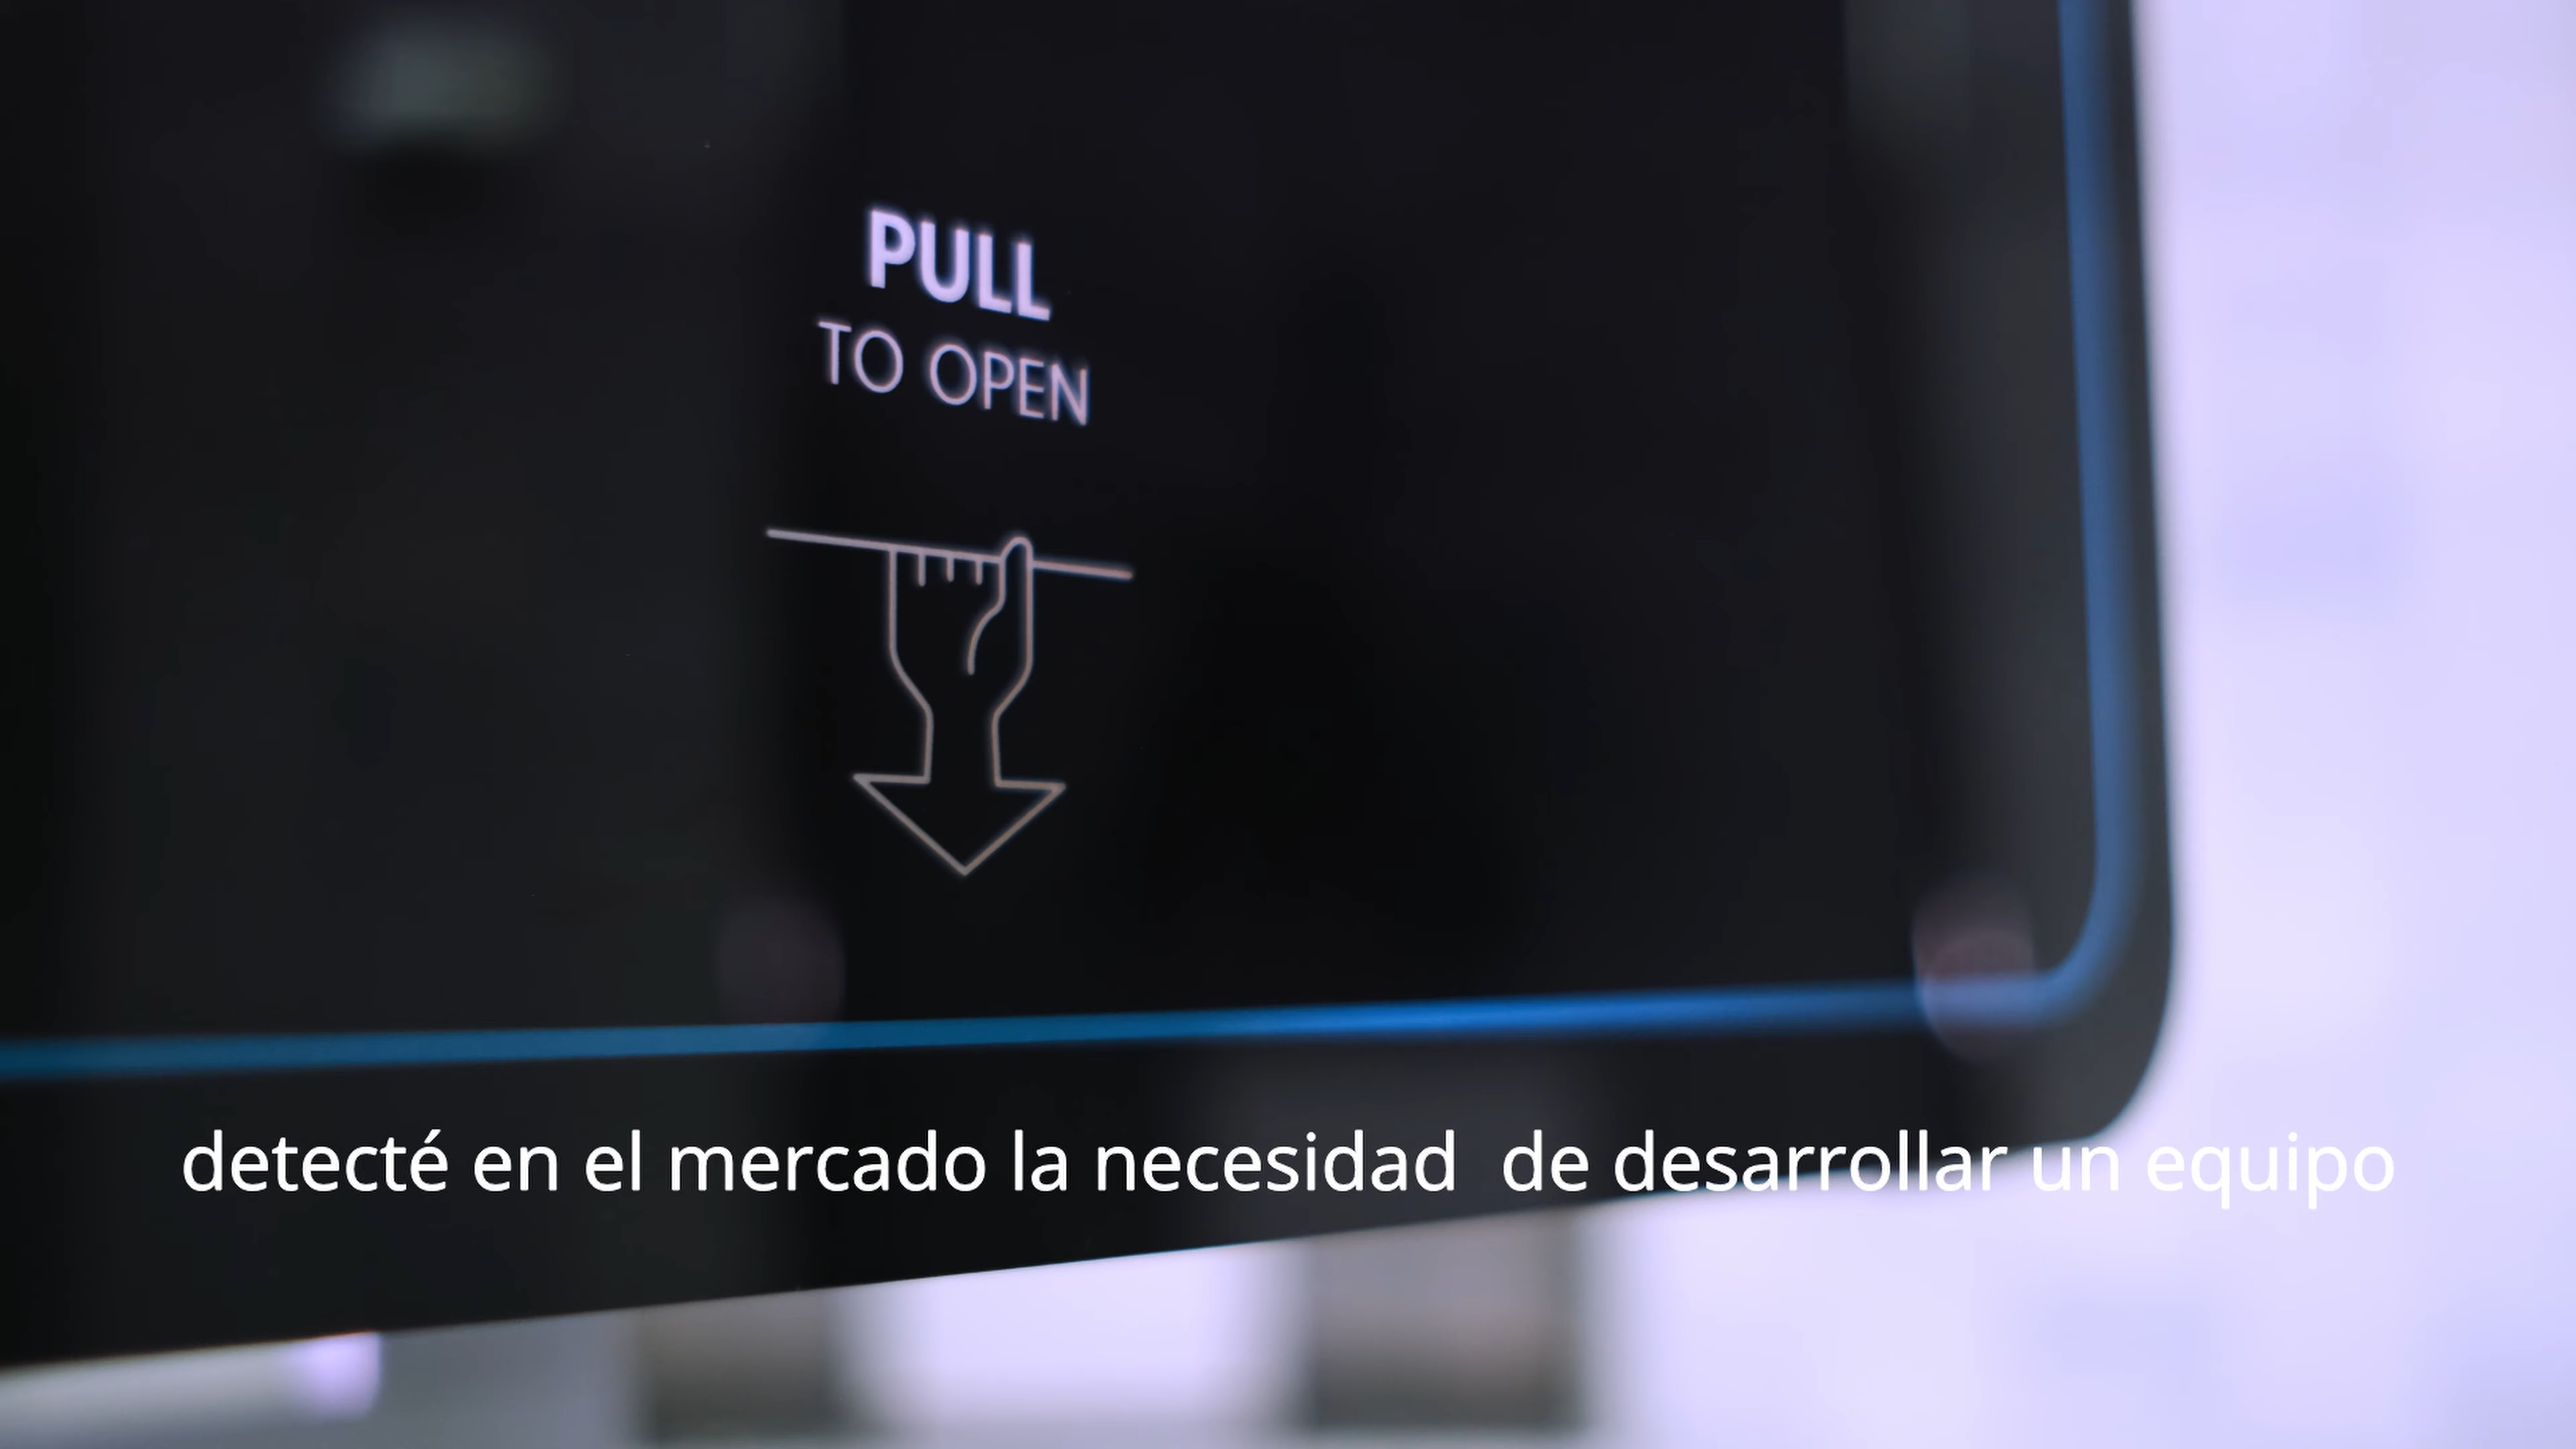 PULL
TO OPEN
detecté en el mercado la necesidad  de desarrollar un equipo